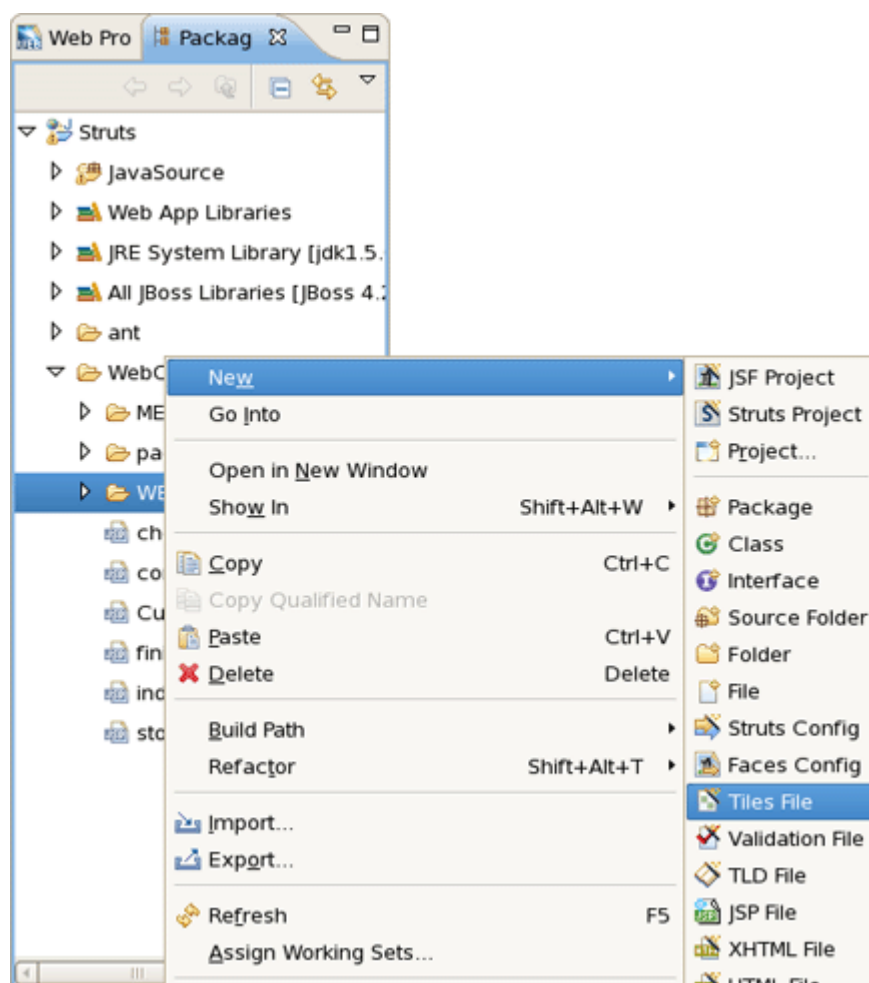 Web Pro
Packag
Struts
JavaSource
Web App Libraries
JRE System Library [jdk1.5.
All JBoss Libraries [JBoss 4.2
ant
WebC
ME
pa
WE
ch
co
Cu
fin
ind
sto
New
Go Into
Open in New Window
Show In Shift+Alt+W
Copy Ctrl+C
Copy Qualified Name
Paste Ctrl+V
Delete Delete
Build Path
Refactor Shift+Alt+T
Import...
Export...
Refresh F5
Assign Working Sets...
JSF Project
Struts Project
Project...
Package
Class
Interface
Source Folder
Folder
File
Struts Config
Faces Config
Tiles File
Validation File
TLD File
JSP File
XHTML File
HTML File